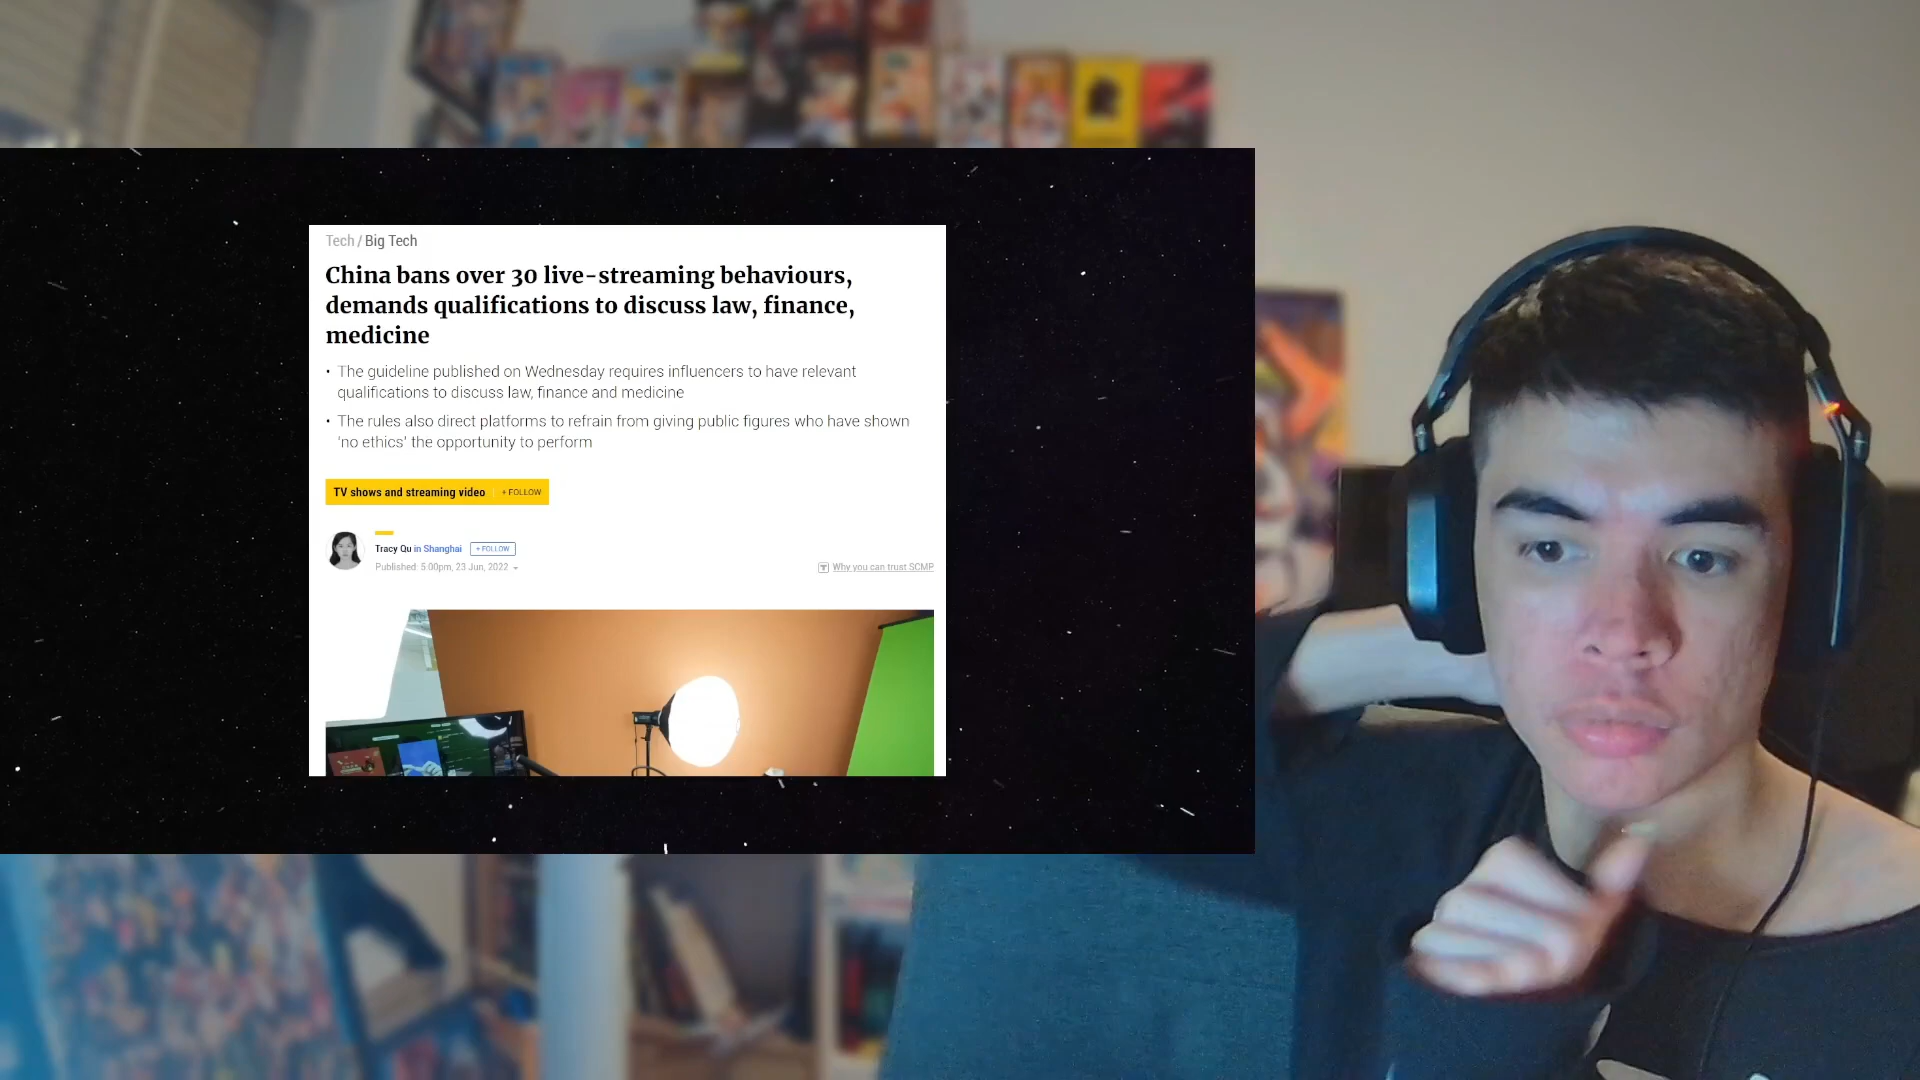 Tech / Big Tech
China bans over 30 live-streaming behaviours,
demands qualifications to discuss law, finance,
medicine
• The guideline published on Wednesday requires influencers to have relevant
qualifications to discuss law, finance and medicine
• The rules also direct platforms to refrain from giving public figures who have shown
‘no ethics’ the opportunity to perform
TV shows and streaming video + FOLLOW
Tracy Qu in Shanghai + FOLLOW
Published: 5:00pm, 23 Jun, 2022
Why you can trust SCMP